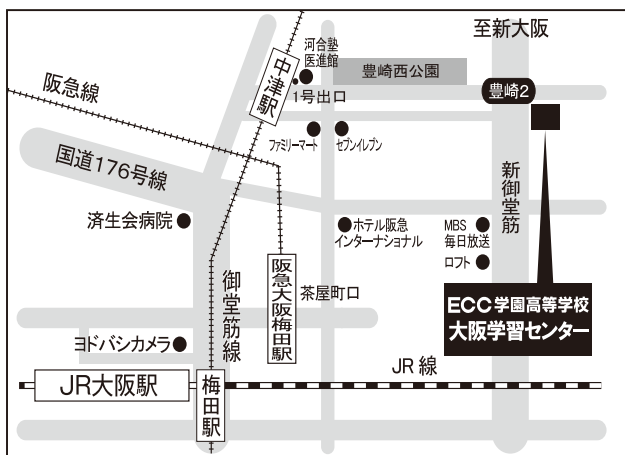 至新大阪
河合塾
医進館
中津駅
豊崎西公園
豊崎2
阪急線
1号出口
ファミリーマート
セブンイレブン
国道176号線
新御堂筋
済生会病院
ホテル阪急
インターナショナル
MBS
毎日放送
ロフト
阪急大阪梅田駅
茶屋町口
御堂筋線
ECC学園高等学校
大阪学習センター
ヨドバシカメラ
JR線
JR大阪駅
梅田駅